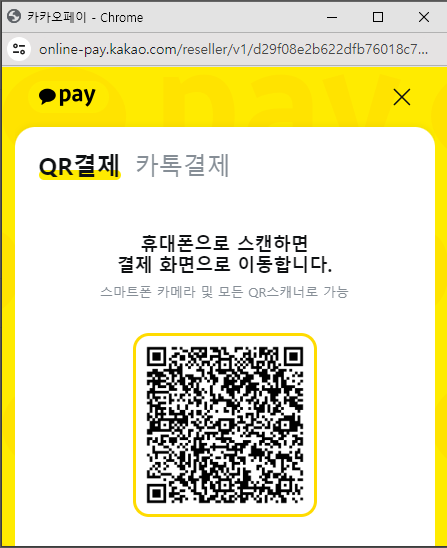 카카오페이 - Chrome
online-pay.kakao.com/reseller/v1/d29f08e2b622dfb76018c7...
pay
QR결제 카톡결제
휴대폰으로 스캔하면
결제 화면으로 이동합니다.
스마트폰 카메라 및 모든 QR스캐너로 가능